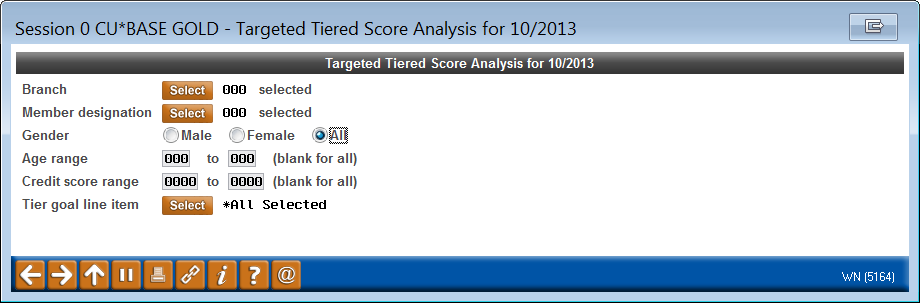 Session 0 CU*BASE GOLD - Targeted Tiered Score Analysis for 10/2013
Targeted Tiered Score Analysis for 10/2013
Branch Select 000 selected
Member designation Select 000 selected
Gender Male Female All
Age range 000 to 000 (blank for all)
Credit score range 0000 to 0000 (blank for all)
Tier goal line item Select *All Selected
i ? @ WN (5164)